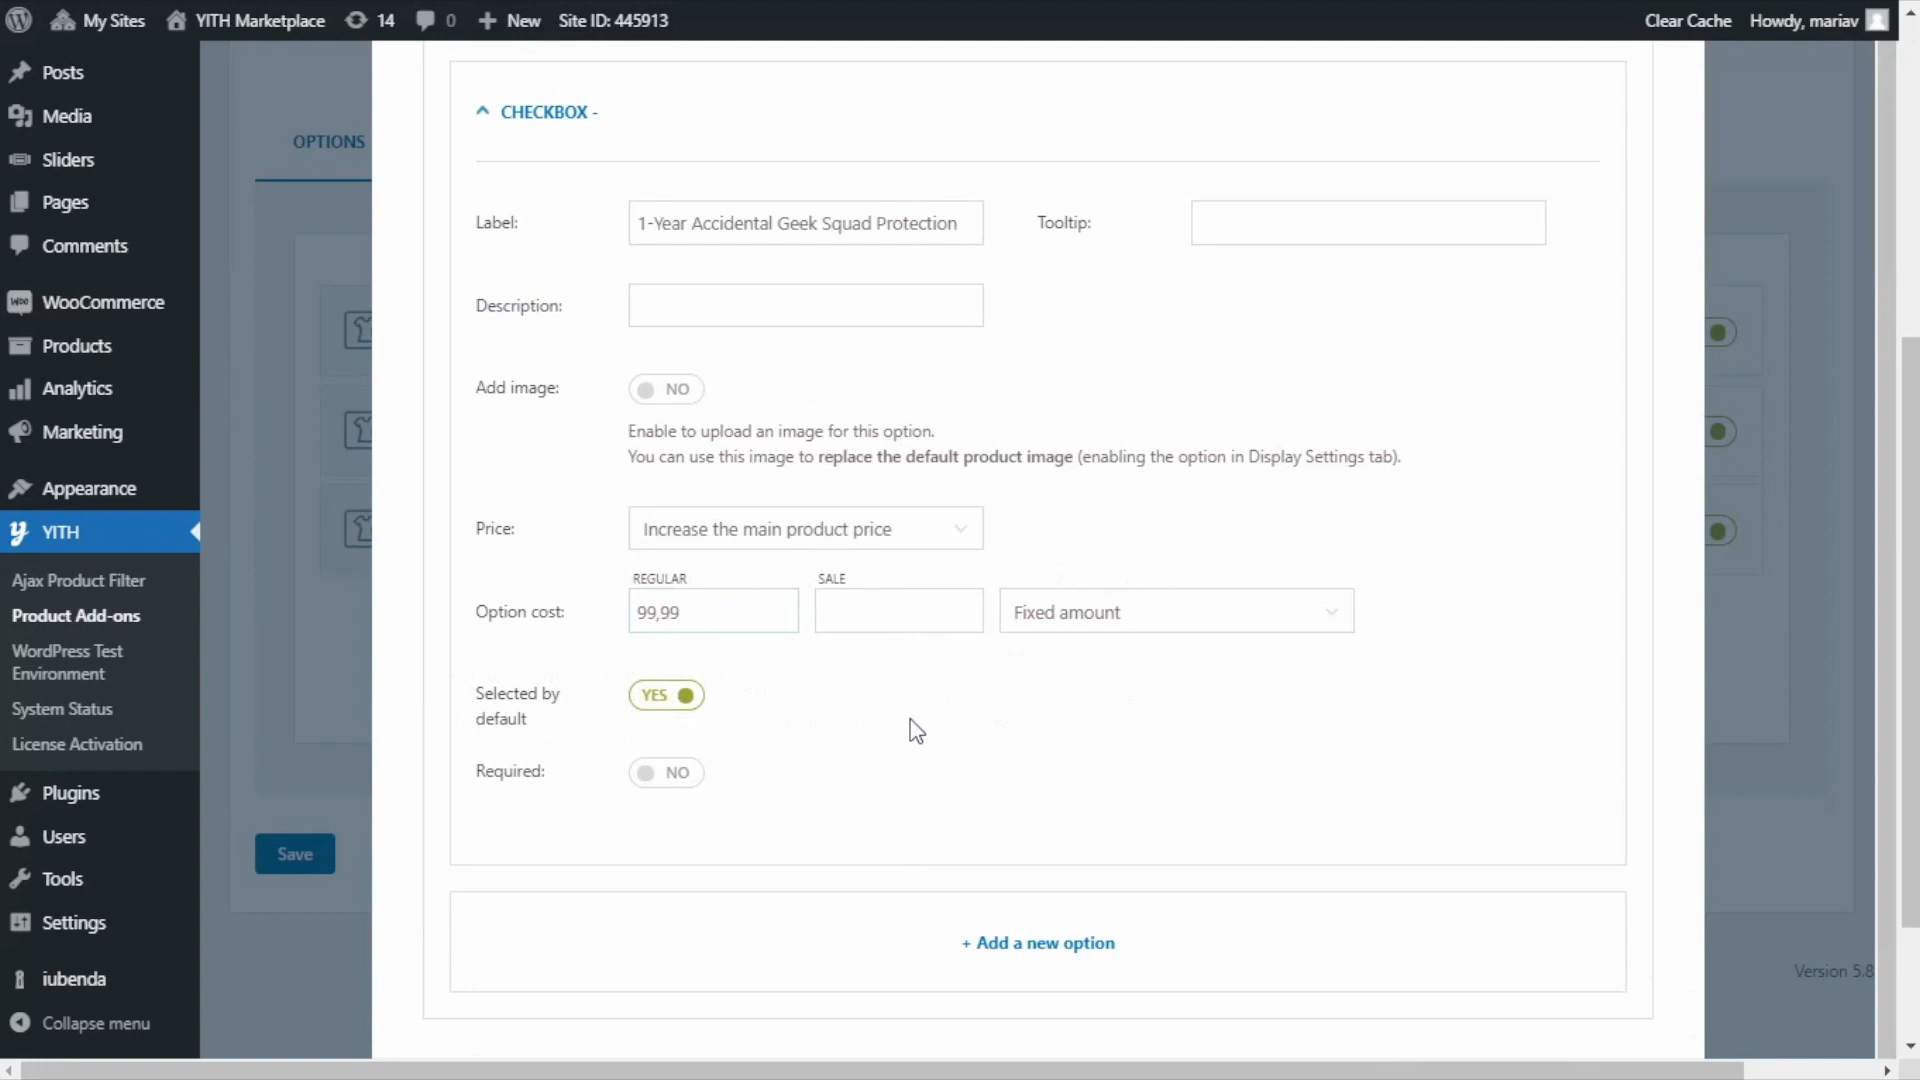 My Sites
YITH Marketplace
14
0
New
Site ID: 445913
Clear Cache
Howdy, mariav
Posts
Media
Sliders
Pages
Comments
WooCommerce
Products
Analytics
Marketing
Appearance
YITH
Ajax Product Filter
Product Add-ons
WordPress Test
Environment
System Status
License Activation
Plugins
Users
Tools
Settings
iubenda
Collapse menu
OPTIONS
Save
CHECKBOX -
Label:
1-Year Accidental Geek Squad Protection
Tooltip:
Description:
Add image:
NO
Enable to upload an image for this option.
You can use this image to replace the default product image (enabling the option in Display Settings tab).
Price:
Increase the main product price
REGULAR
SALE
Option cost:
99,99
Fixed amount
Selected by
default
YES
Required:
NO
+ Add a new option
Version 5.8